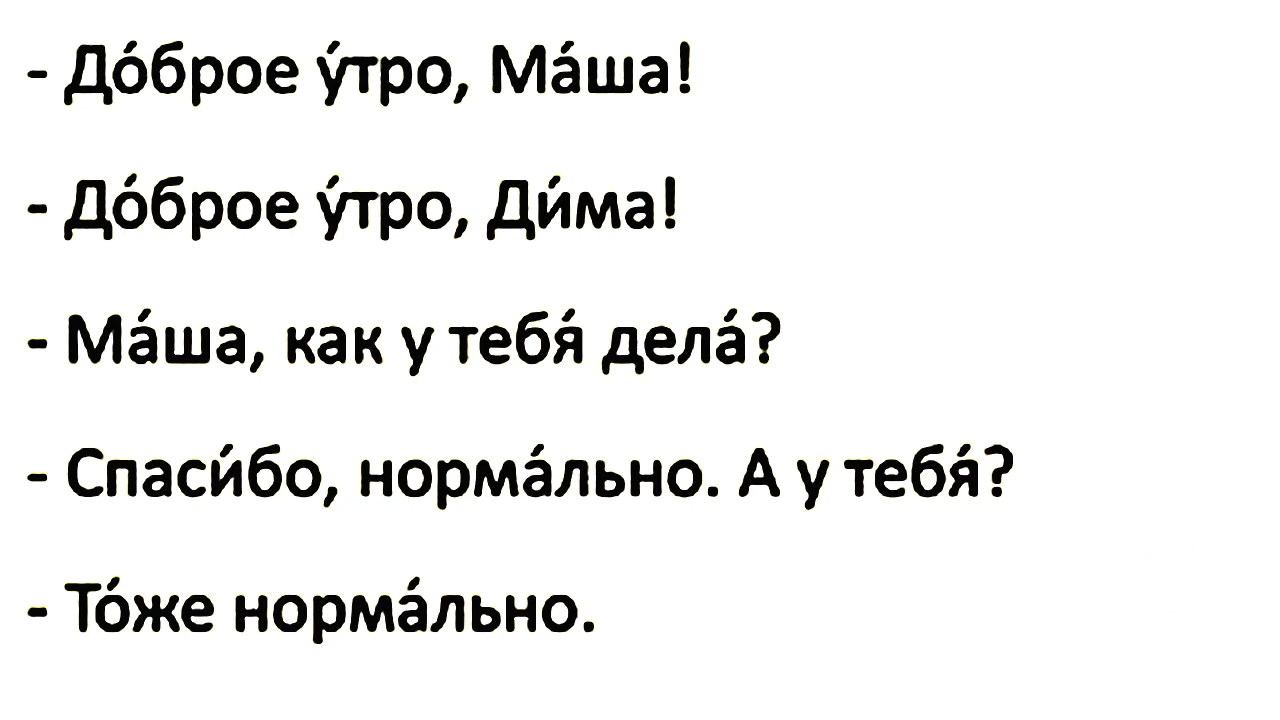 - До́брое у́тро, Ма́ша!
- До́брое у́тро, Ди́ма!
- Ма́ша, как у тебя́ дела́?
- Спаси́бо, норма́льно. А у тебя́?
- То́же норма́льно.